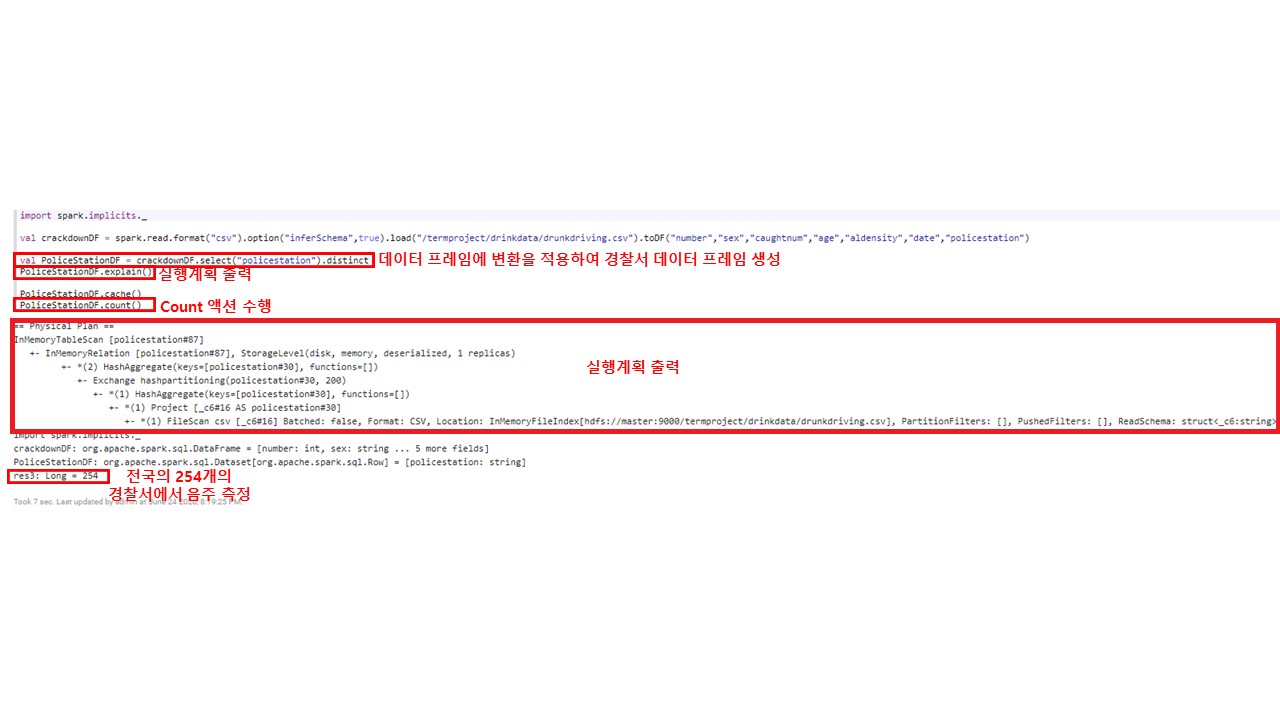 import spark.implicits._
val crackdownDF = spark.read.format("csv").option("inferSchema",true).load("/termproject/drinkdata/drunkdriving.csv").toDF("number","sex","caughtnum","age","aldensity","date","policestation")
val PoliceStationDF = crackdownDF.select("policestation").distinct 데이터 프레임에 변환을 적용하여 경찰서 데이터 프레임 생성
PoliceStationDF.explain() 실행계획 출력
PoliceStationDF.cache()
PoliceStationDF.count() Count 액션 수행
== Physical Plan ==
InMemoryTableScan [policestation#87]
+- InMemoryRelation [policestation#87], StorageLevel(disk, memory, deserialized, 1 replicas)
+- *(2) HashAggregate(keys=[policestation#30], functions=[])
실행계획 출력
+- Exchange hashpartitioning(policestation#30, 200)
+- *(1) HashAggregate(keys=[policestation#30], functions=[])
+- *(1) Project [_c6#16 AS policestation#30]
+- *(1) FileScan csv [_c6#16] Batched: false, Format: CSV, Location: InMemoryFileIndex[hdfs://master:9000/termproject/drinkdata/drunkdriving.csv], PartitionFilters: [], PushedFilters: [], ReadSchema: struct<_c6:string>
import spark.implicits._
crackdownDF: org.apache.spark.sql.DataFrame = [number: int, sex: string ... 5 more fields]
PoliceStationDF: org.apache.spark.sql.Dataset[org.apache.spark.sql.Row] = [policestation: string]
res3: Long = 254 전국의 254개의
경찰서에서 음주 측정
Took 7 sec. Last updated by admin at June 24 2020, 8:19:25 PM.